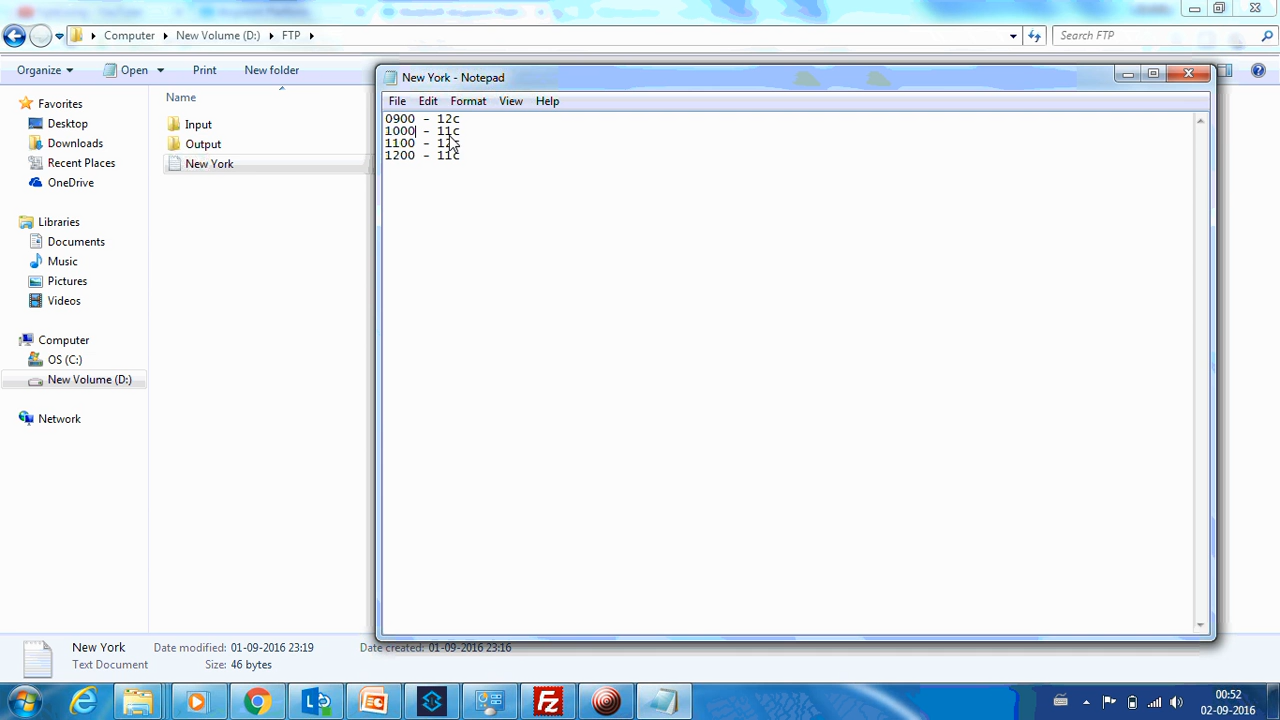 Computer New Volume (D:) FTP
Search FTP
Organize Open Print New folder
Name
Favorites
Desktop
Downloads
Recent Places
OneDrive
Libraries
Documents
Music
Pictures
Videos
Computer
OS (C:)
New Volume (D:)
Network
Input
Output
New York
New York - Notepad
File Edit Format View Help
0900 - 12c
1000 - 11c
1100 -
1200 - 11c
New York Date modified: 01-09-2016 23:19 Date created: 01-09-2016 23:16
Text Document Size: 46 bytes
00:52
02-09-2016